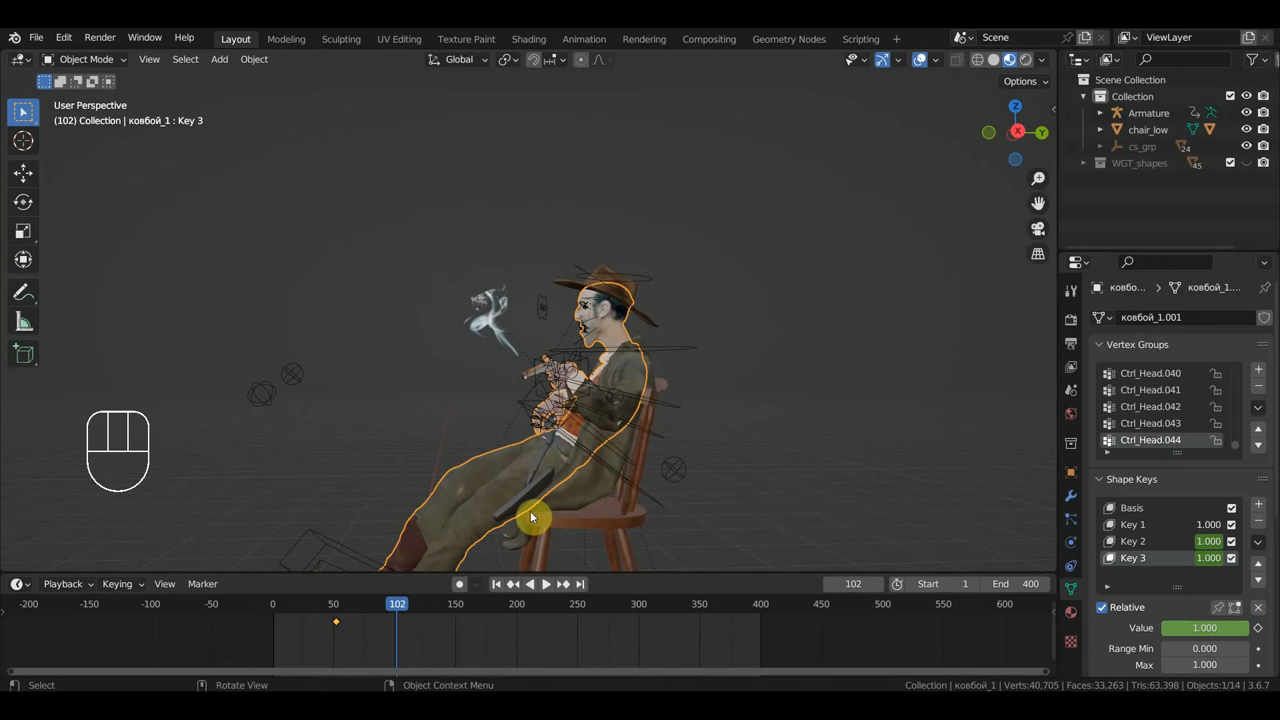 File Edit Render Window Help Layout Modeling Sculpting UV Editing Texture Paint Shading Animation Rendering Compositing Geometry Nodes Scripting + Scene ViewLayer
Object Mode View Select Add Object Global
Options
User Perspective
(102) Collection | ковбой_1 : Key 3
Z
X
Y
Scene Collection
Collection
Armature
chair_low
cs_grp 24
WGT_shapes 45
ковбо... ковбой_1....
ковбой_1.001
Vertex Groups
Ctrl_Head.040
Ctrl_Head.041
Ctrl_Head.042
Ctrl_Head.043
Ctrl_Head.044
Shape Keys
Basis
Key 1 1.000
Key 2 1.000
Key 3 1.000
Relative
Value 1.000
Range Min 0.000
Max 1.000
Playback Keying View Marker 102 Start 1 End 400
-200 -150 -100 -50 0 50 102 150 200 250 300 350 400 450 500 550 600
Select Rotate View Object Context Menu Collection | ковбой_1 | Verts:40,705 | Faces:33,263 | Tris:63,398 | Objects:1/14 | 3.6.7